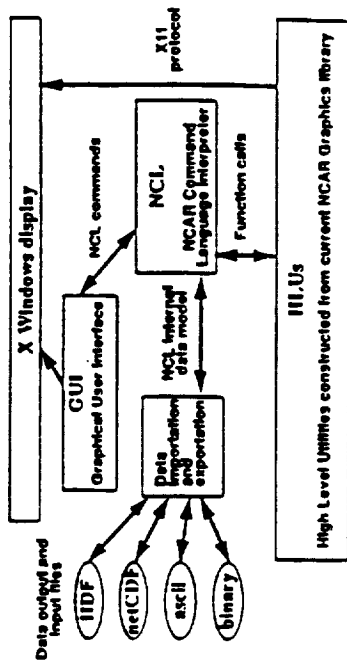 X Windows display
X11
protocol
GUI
Graphical User Interface
NCL commands
NCL
NCAR Command
Language Interpreter
Data output and
input files
HDF
netCDF
ascii
binary
Data
importation
and
exportation
NCL internal
data model
Function calls
HLUs
High Level Utilities constructed from current NCAR Graphics library